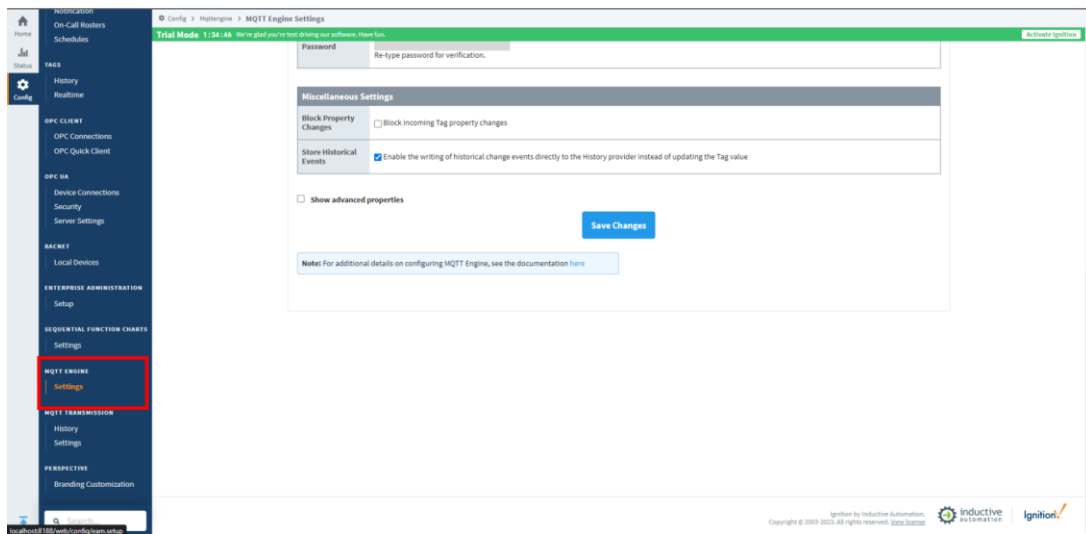 Home
Status
Config
Notification
On-Call Rosters
Schedules
TAGS
History
Realtime
OPC CLIENT
OPC Connections
OPC Quick Client
OPC UA
Device Connections
Security
Server Settings
BACNET
Local Devices
ENTERPRISE ADMINISTRATION
Setup
SEQUENTIAL FUNCTION CHARTS
Settings
MQTT ENGINE
Settings
MQTT TRANSMISSION
History
Settings
PERSPECTIVE
Branding Customization
Search...
localhost:8188/web/config/eam.setup
Config > Mqttengine > MQTT Engine Settings
Trial Mode 1:34:46 We're glad you're test driving our software. Have fun. Activate Ignition
Password
Re-type password for verification.
Miscellaneous Settings
Block Property
Changes
Block incoming Tag property changes
Store Historical
Events
Enable the writing of historical change events directly to the History provider instead of updating the Tag value
Show advanced properties
Save Changes
Note: For additional details on configuring MQTT Engine, see the documentation here
Ignition by Inductive Automation.
Copyright © 2003-2023. All rights reserved. View license
inductive
automation
Ignition!